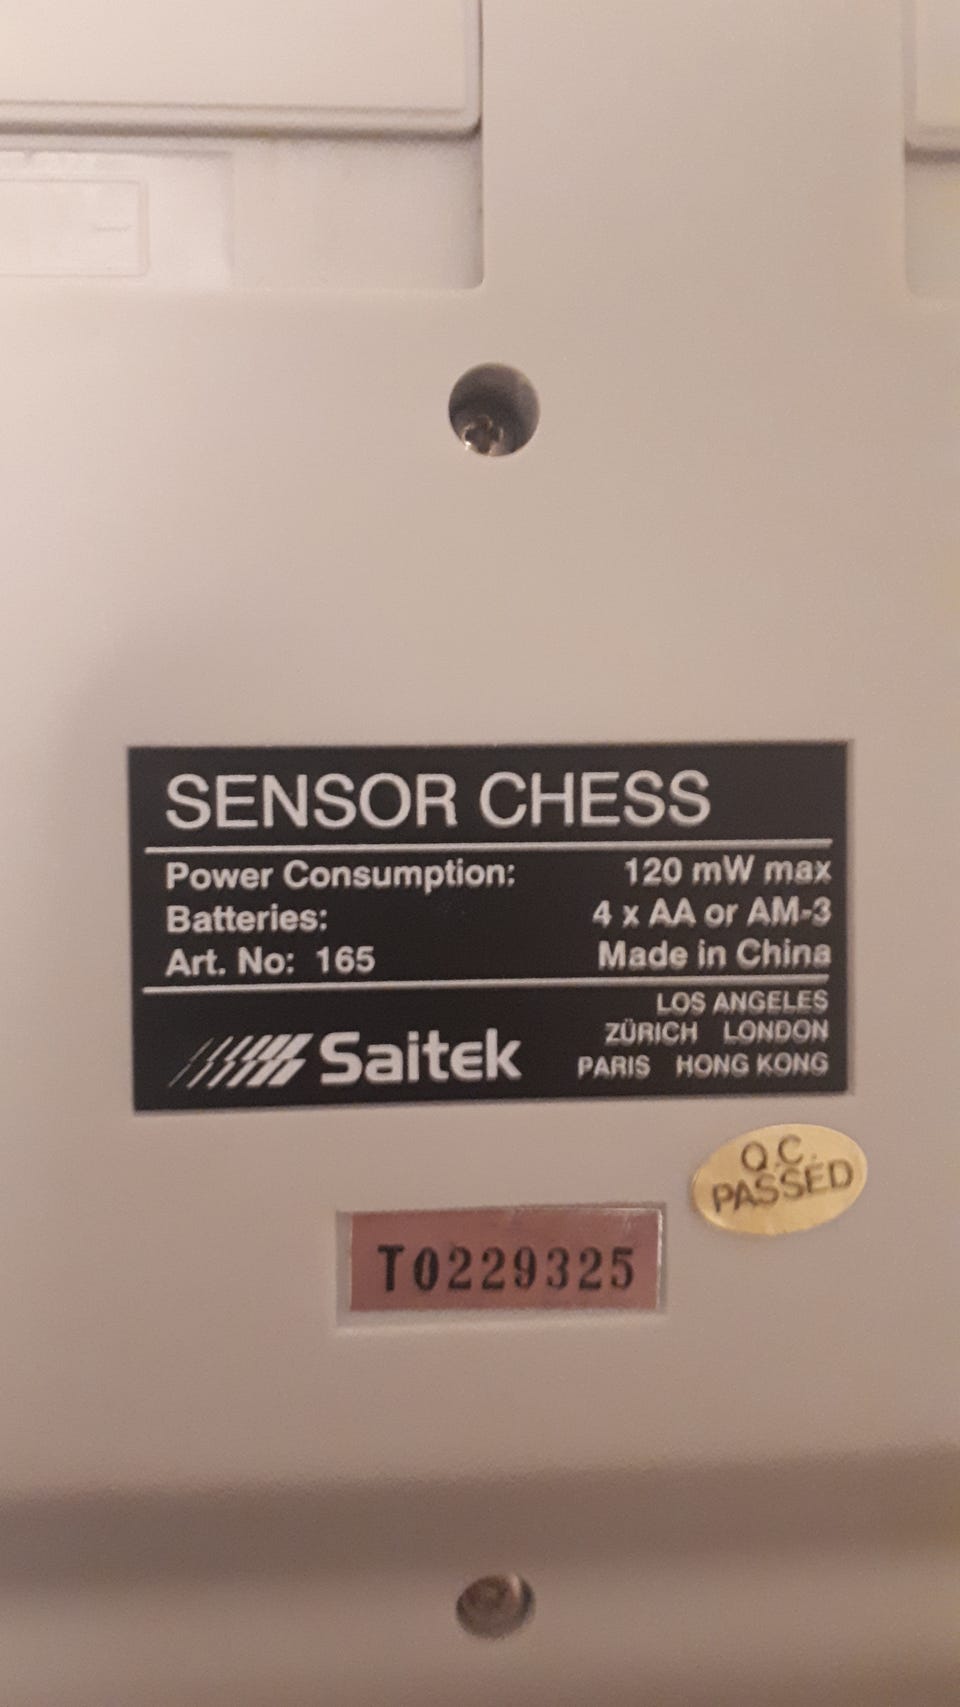 SENSOR CHESS
Power Consumption: 120 mW max
Batteries: 4 x AA or AM-3
Art. No: 165 Made in China
LOS ANGELES
ZÜRICH LONDON
Saitek PARIS HONG KONG
Q.C.
PASSED
T0229325